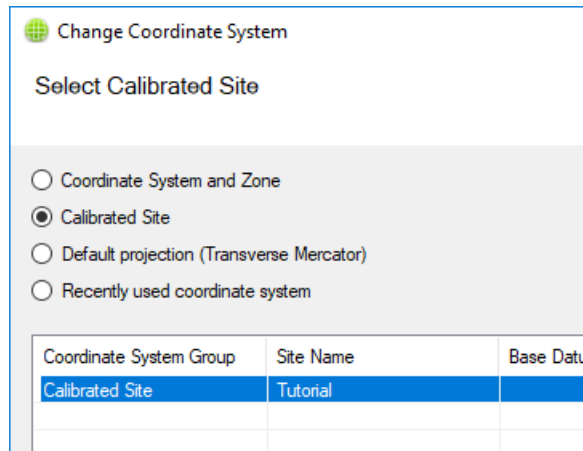 Change Coordinate System
Select Calibrated Site
Coordinate System and Zone
Calibrated Site
Default projection (Transverse Mercator)
Recently used coordinate system
Coordinate System Group Site Name Base Datu
Calibrated Site Tutorial